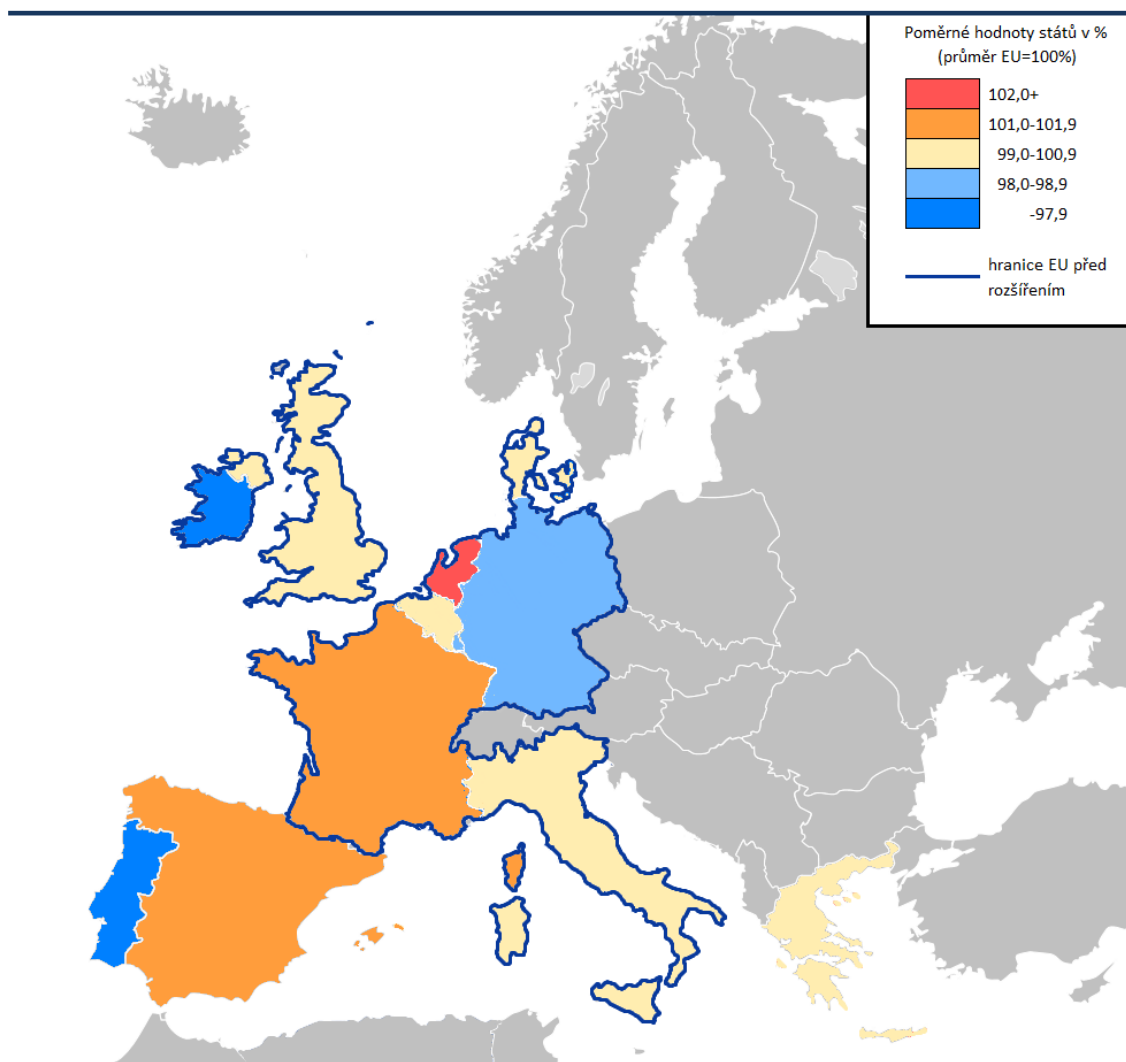 Poměrné hodnoty států v %
(průměr EU=100%)
102,0+
101,0-101,9
99,0-100,9
98,0-98,9
-97,9
hranice EU před
rozšířením